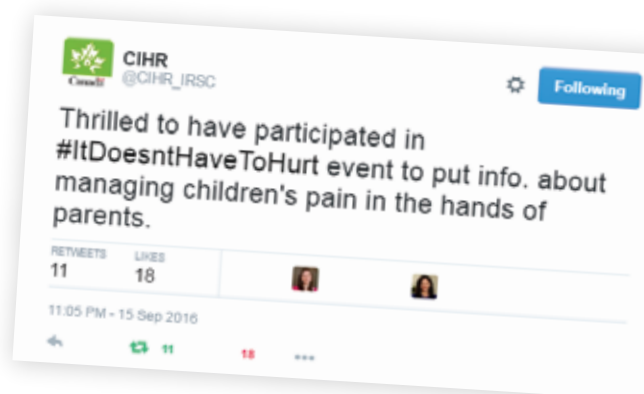 CIHR
@CIHR_IRSC
Canada
Following
Thrilled to have participated in
#ItDoesntHaveToHurt event to put info. about
managing children's pain in the hands of
parents.
RETWEETS LIKES
11 18
11:05 PM - 15 Sep 2016
11 18